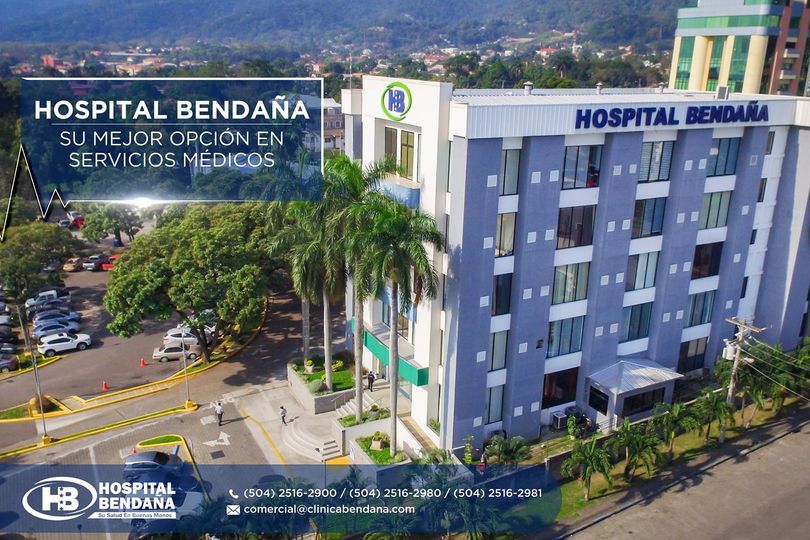 HOSPITAL BENDAÑA
SU MEJOR OPCIÓN EN
SERVICIOS MÉDICOS
HB
HOSPITAL BENDAÑA
HB HOSPITAL
BENDAÑA
Su Salud En Buenas Manos
(504) 2516-2900 / (504) 2516-2980 / (504) 2516-2981
comercial@clinicabendana.com